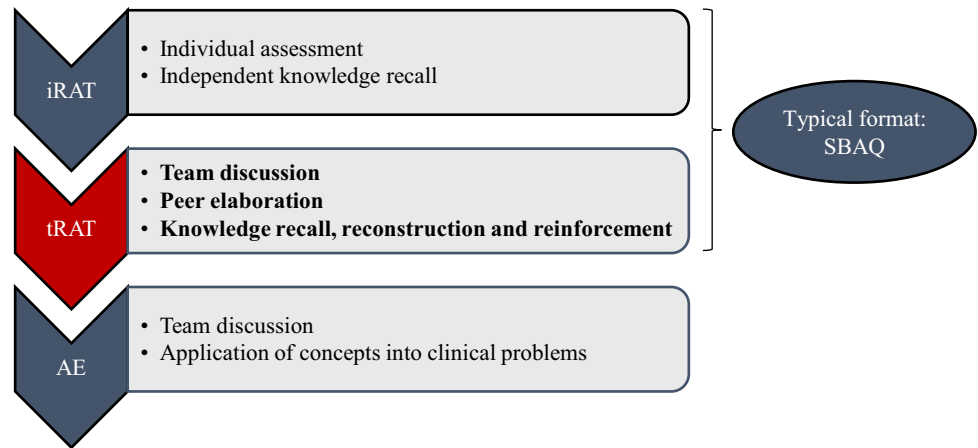 iRAT
• Individual assessment
• Independent knowledge recall
Typical format:
SBAQ
tRAT
• Team discussion
• Peer elaboration
• Knowledge recall, reconstruction and reinforcement
AE
• Team discussion
• Application of concepts into clinical problems